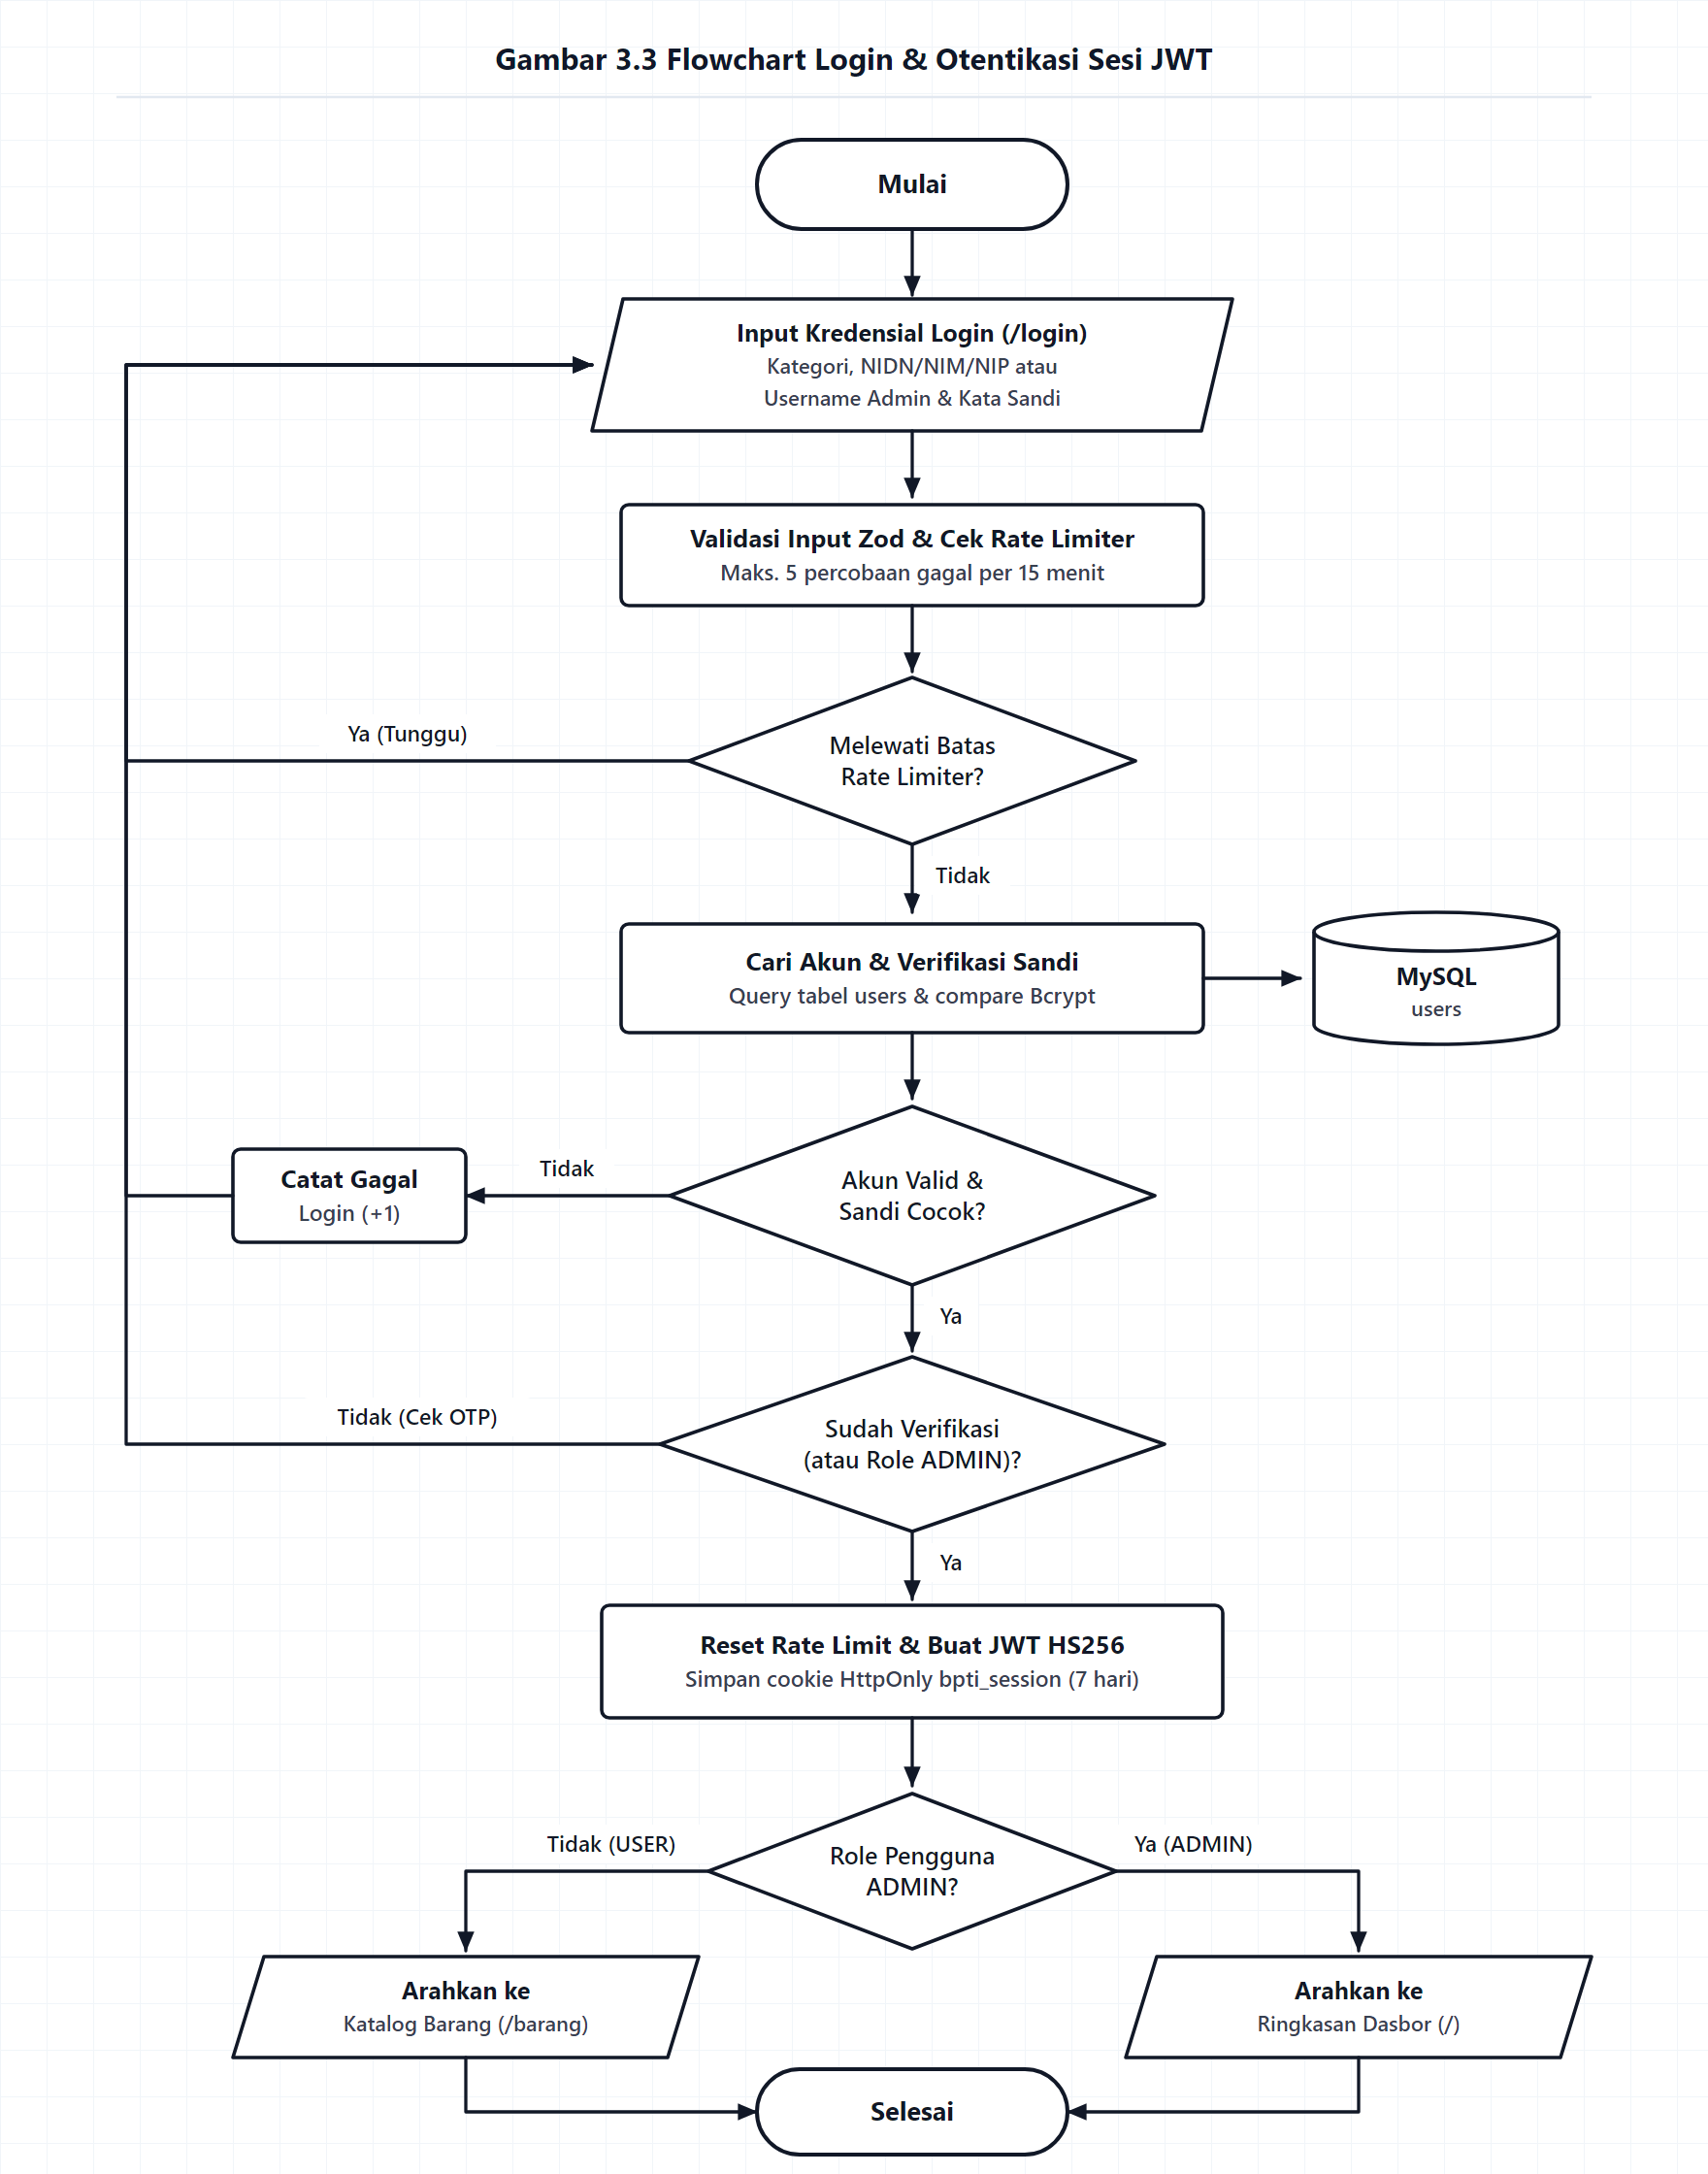 Gambar 3.3 Flowchart Login & Otentikasi Sesi JWT
Mulai
Input Kredensial Login (/login)
Kategori, NIDN/NIM/NIP atau
Username Admin & Kata Sandi
Validasi Input Zod & Cek Rate Limiter
Maks. 5 percobaan gagal per 15 menit
Melewati Batas
Rate Limiter?
Ya (Tunggu)
Tidak
Cari Akun & Verifikasi Sandi
Query tabel users & compare Bcrypt
MySQL
users
Akun Valid &
Sandi Cocok?
Tidak
Catat Gagal
Login (+1)
Ya
Sudah Verifikasi
(atau Role ADMIN)?
Tidak (Cek OTP)
Ya
Reset Rate Limit & Buat JWT HS256
Simpan cookie HttpOnly bpti_session (7 hari)
Role Pengguna
ADMIN?
Tidak (USER)
Ya (ADMIN)
Arahkan ke
Katalog Barang (/barang)
Arahkan ke
Ringkasan Dasbor (/)
Selesai